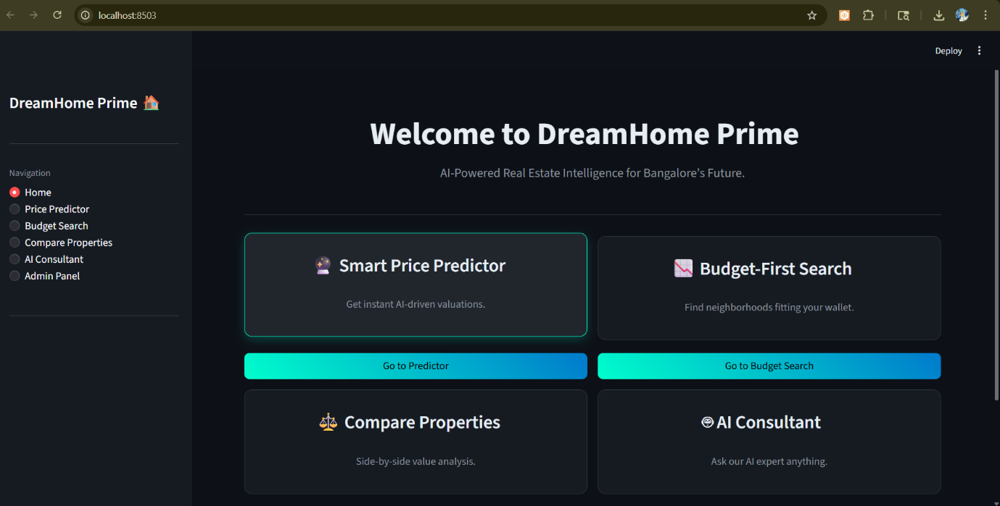 localhost:8503
Deploy
DreamHome Prime
Navigation
Home
Price Predictor
Budget Search
Compare Properties
AI Consultant
Admin Panel
Welcome to DreamHome Prime
AI-Powered Real Estate Intelligence for Bangalore's Future.
Smart Price Predictor
Get instant AI-driven valuations.
Go to Predictor
Budget-First Search
Find neighborhoods fitting your wallet.
Go to Budget Search
Compare Properties
Side-by-side value analysis.
AI Consultant
Ask our AI expert anything.